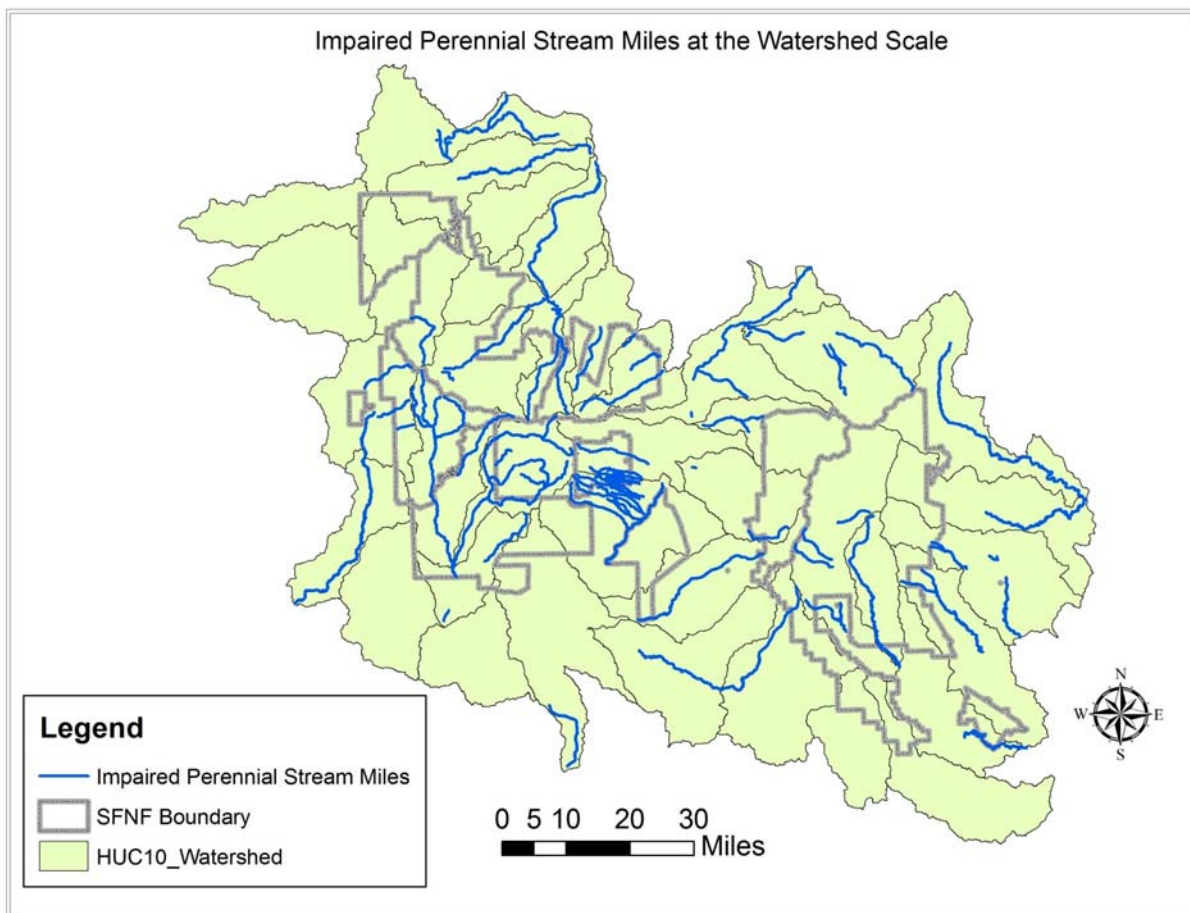 Impaired Perennial Stream Miles at the Watershed Scale
N
W E
S
Legend
Impaired Perennial Stream Miles
SFNF Boundary
HUC10_Watershed
0 5 10 20 30
Miles